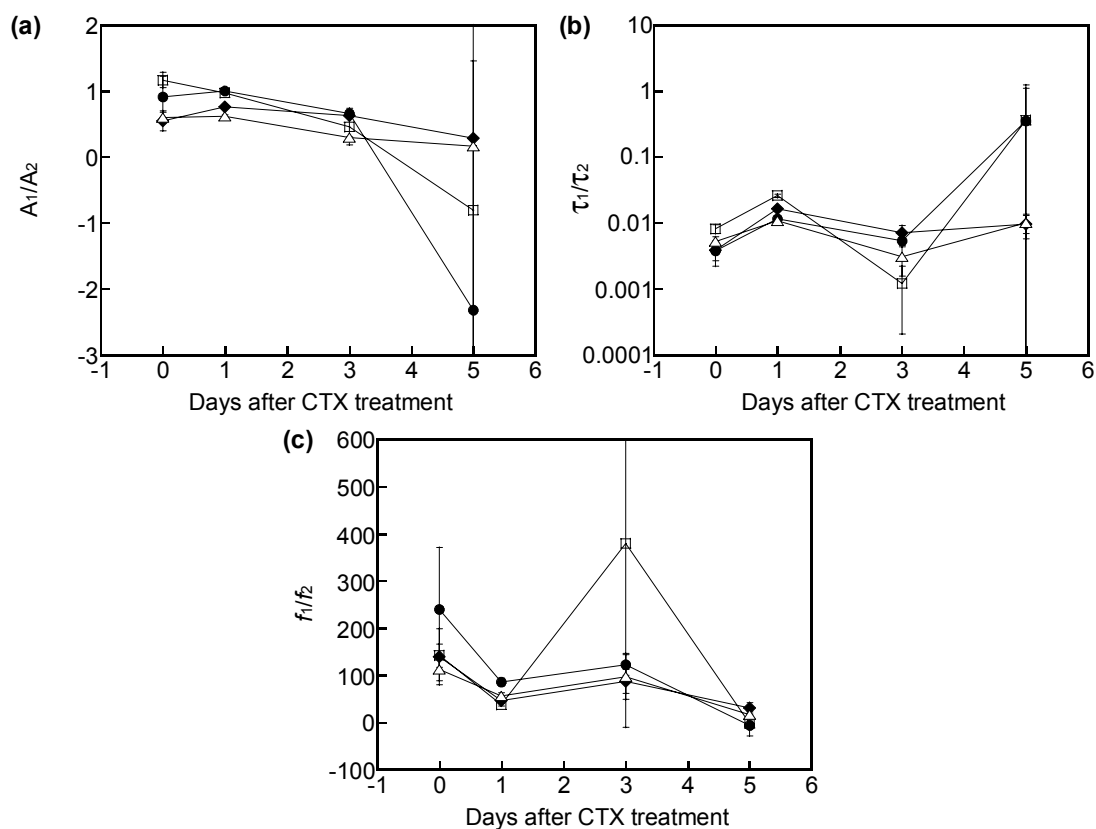 (a)
2
1
0
-1
-2
-3
A₁/A₂
-1 0 1 3 4 5 6
Days after CTX treatment
(b)
10
1
0.1
0.01
0.001
0.0001
τ₁/τ₂
-1 0 1 3 4 5 6
Days after CTX treatment
(c)
600
500
400
300
200
100
0
-100
f₁/f₂
-1 0 1 3 4 5 6
Days after CTX treatment